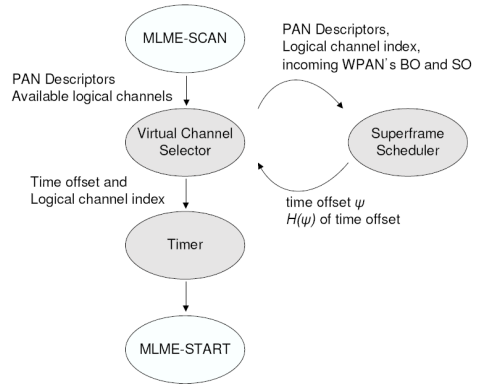 MLME-SCAN
PAN Descriptors,
Logical channel index,
incoming WPAN's BO and SO
PAN Descriptors
Available logical channels
Virtual Channel
Selector
Superframe
Scheduler
Time offset and
Logical channel index
time offset ψ
H(ψ) of time offset
Timer
MLME-START